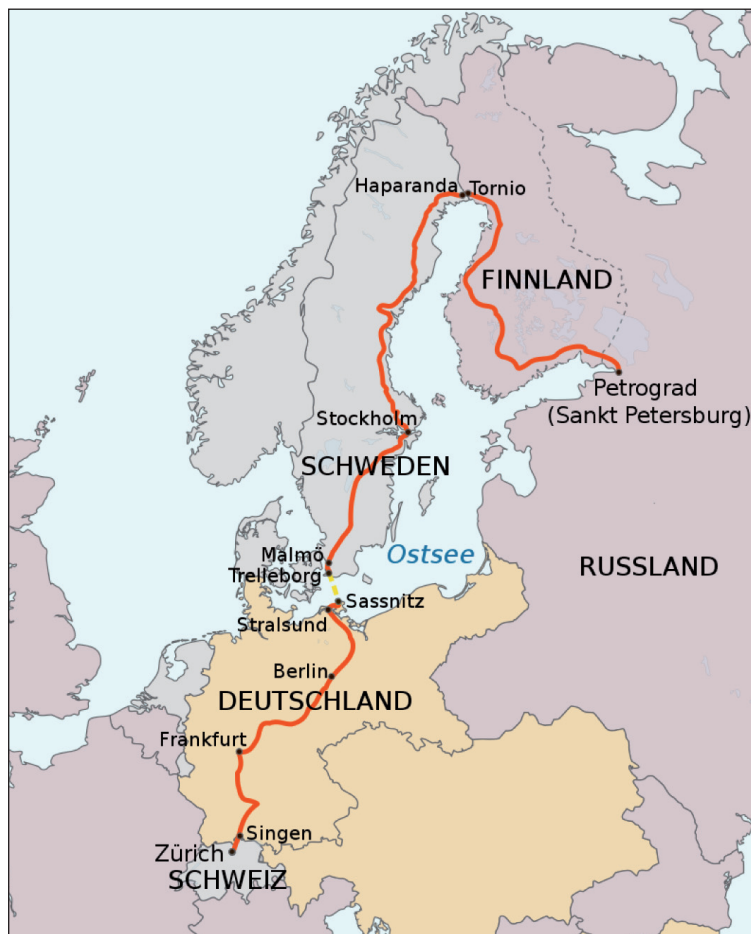 Haparanda
Tornio
FINNLAND
Petrograd
(Sankt Petersburg)
Stockholm
SCHWEDEN
Malmö
Trelleborg
Ostsee
RUSSLAND
Sassnitz
Stralsund
Berlin
DEUTSCHLAND
Frankfurt
Singen
Zürich
SCHWEIZ